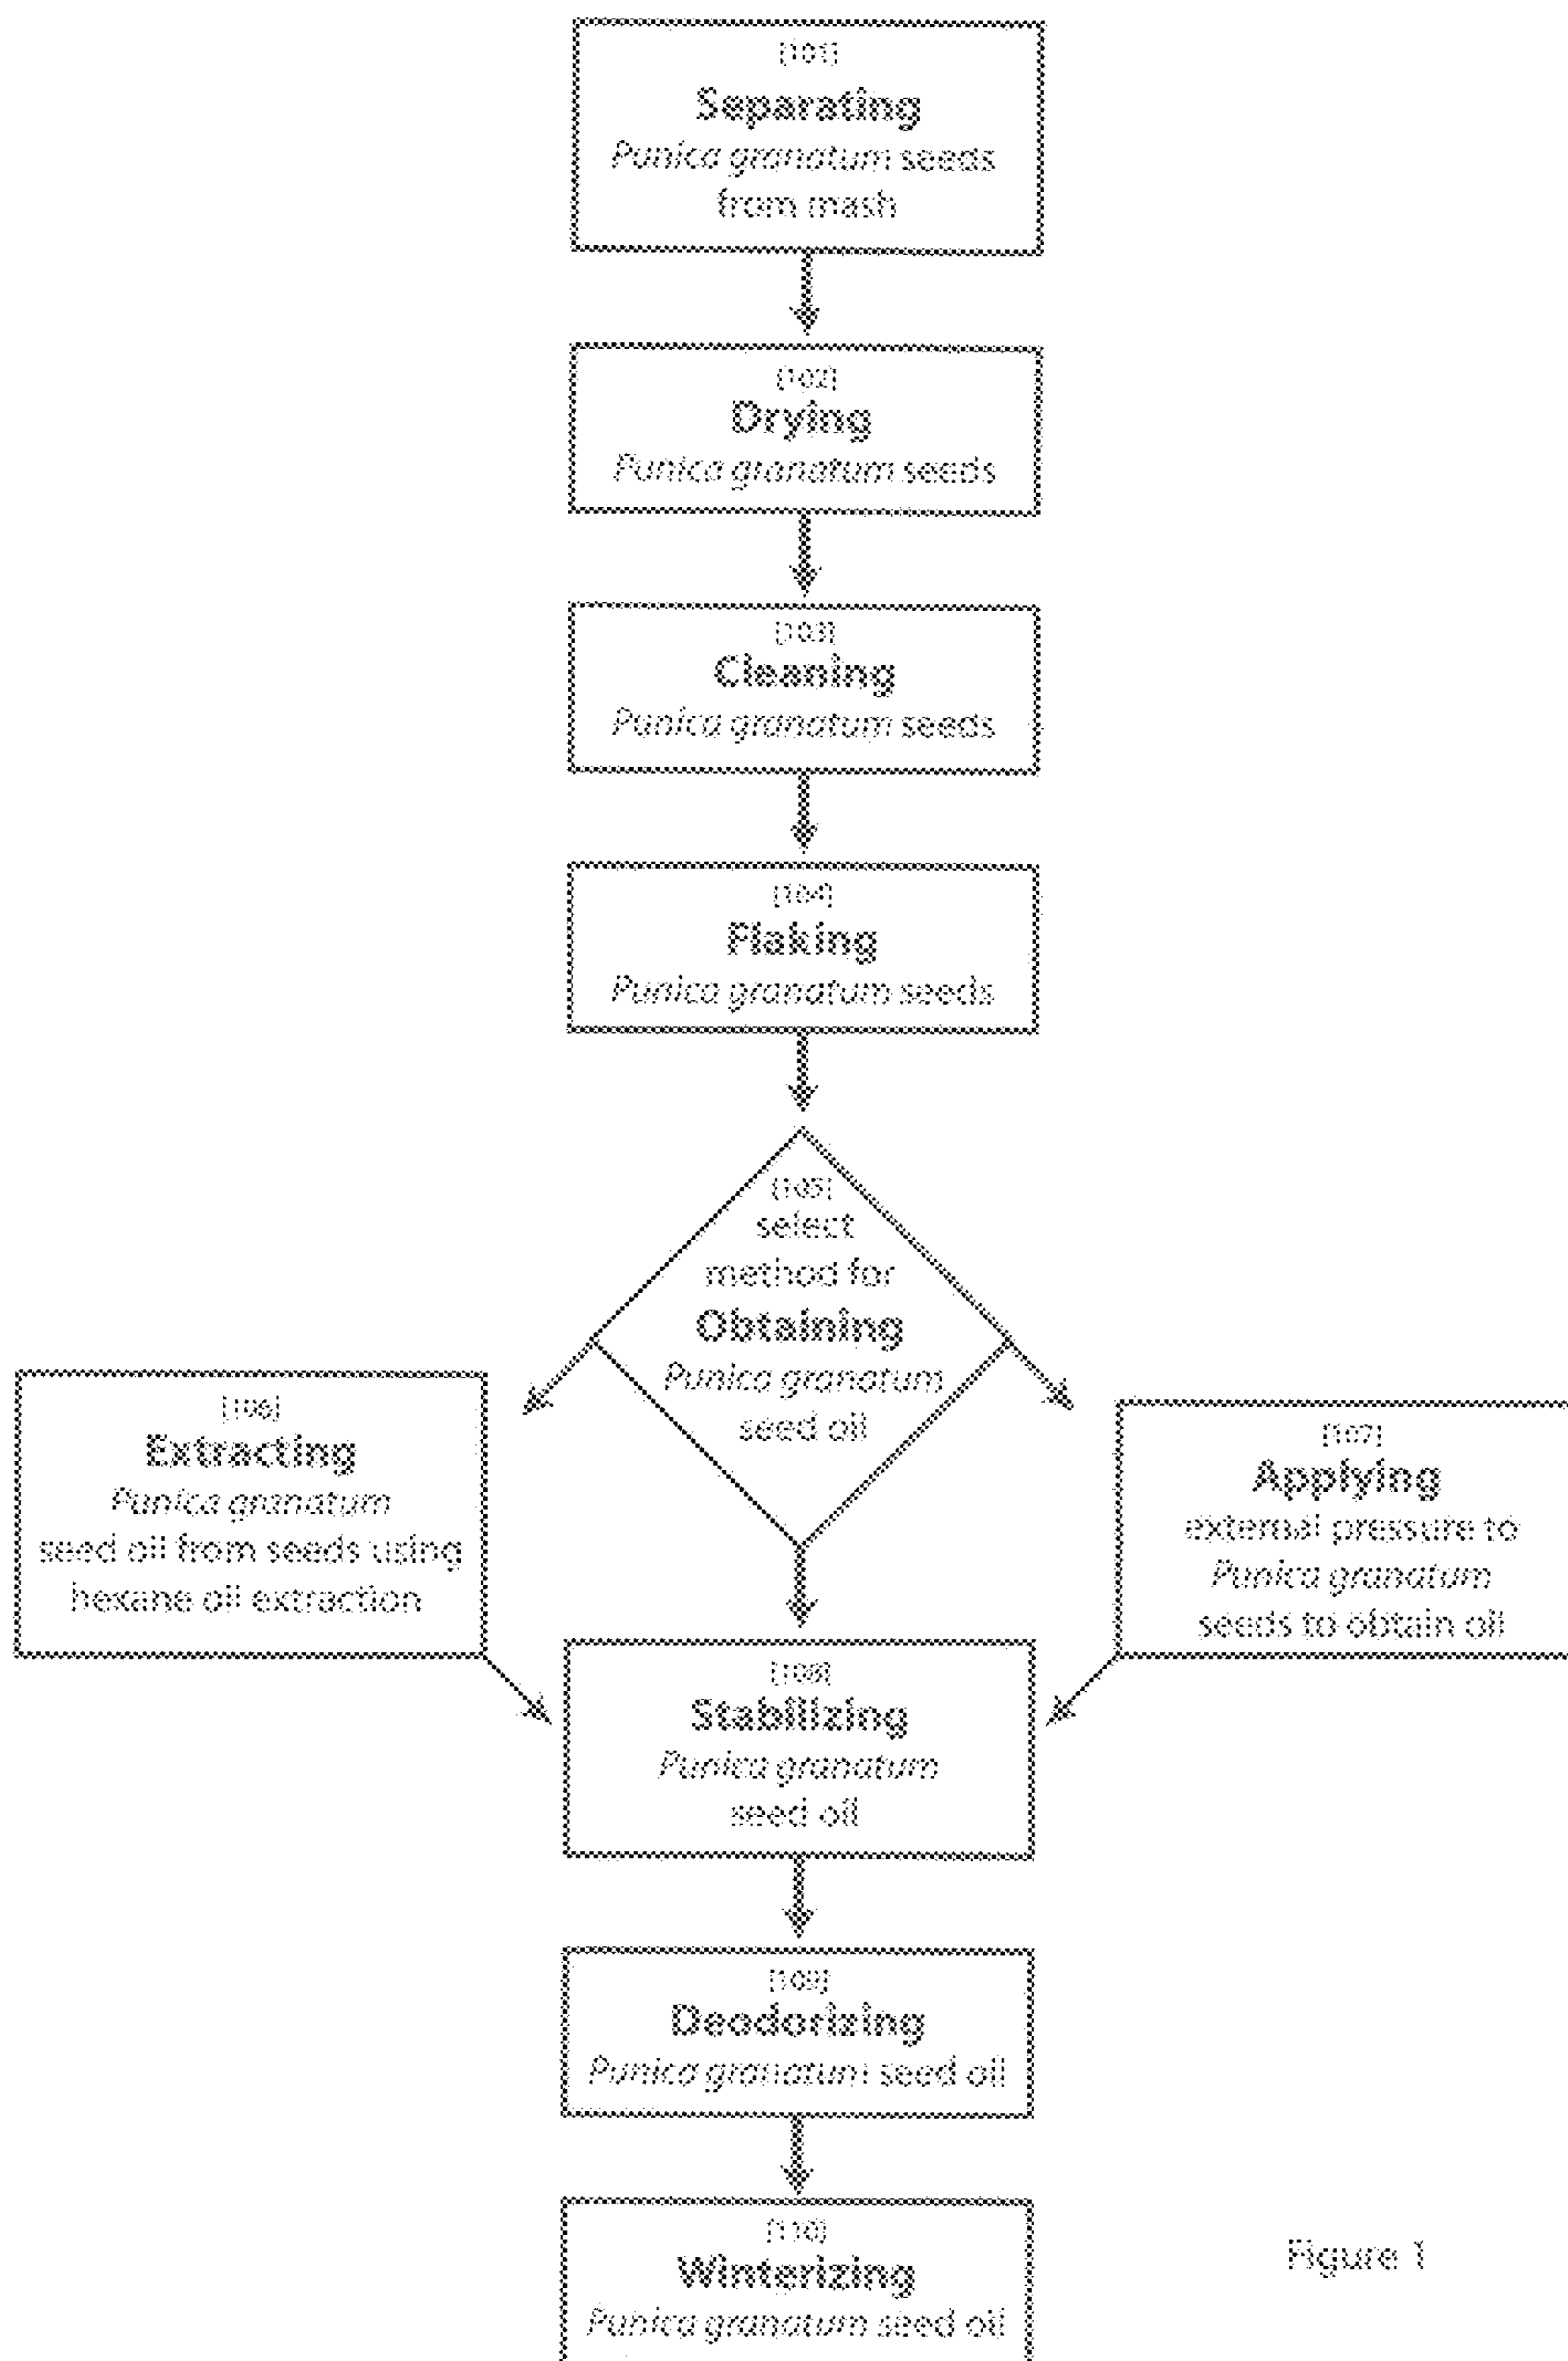 [101]
Separating
Punica granatum seeds
from mash
[102]
Drying
Punica granatum seeds
[103]
Cleaning
Punica granatum seeds
[104]
Flaking
Punica granatum seeds
[105]
select
method for
Obtaining
Punica granatum
seed oil
[106]
Extracting
Punica granatum
seed oil from seeds using
hexane oil extraction
[107]
Applying
external pressure to
Punica granatum
seeds to obtain oil
[108]
Stabilizing
Punica granatum
seed oil
[109]
Deodorizing
Punica granatum seed oil
[110]
Winterizing
Punica granatum seed oil
Figure 1